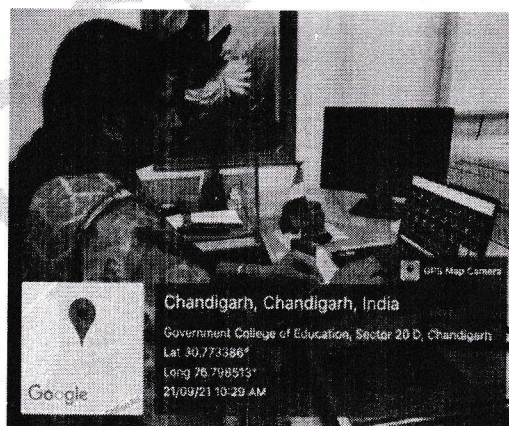 GPS Map Camera
Chandigarh, Chandigarh, India
Government College of Education, Sector 20 D, Chandigarh
Lat 30.773386°
Long 76.798513°
21/09/21 10:29 AM
Google